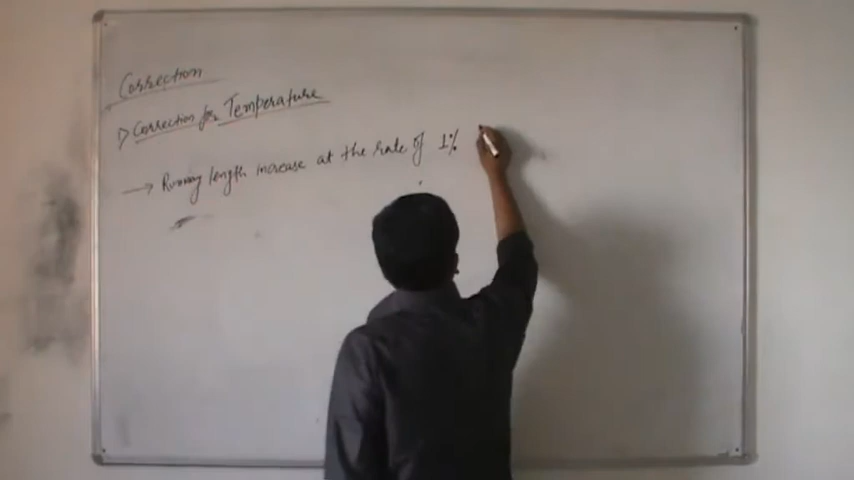 Correction
▷ Correction for Temperature
→ Running length increase at the rate of 1%